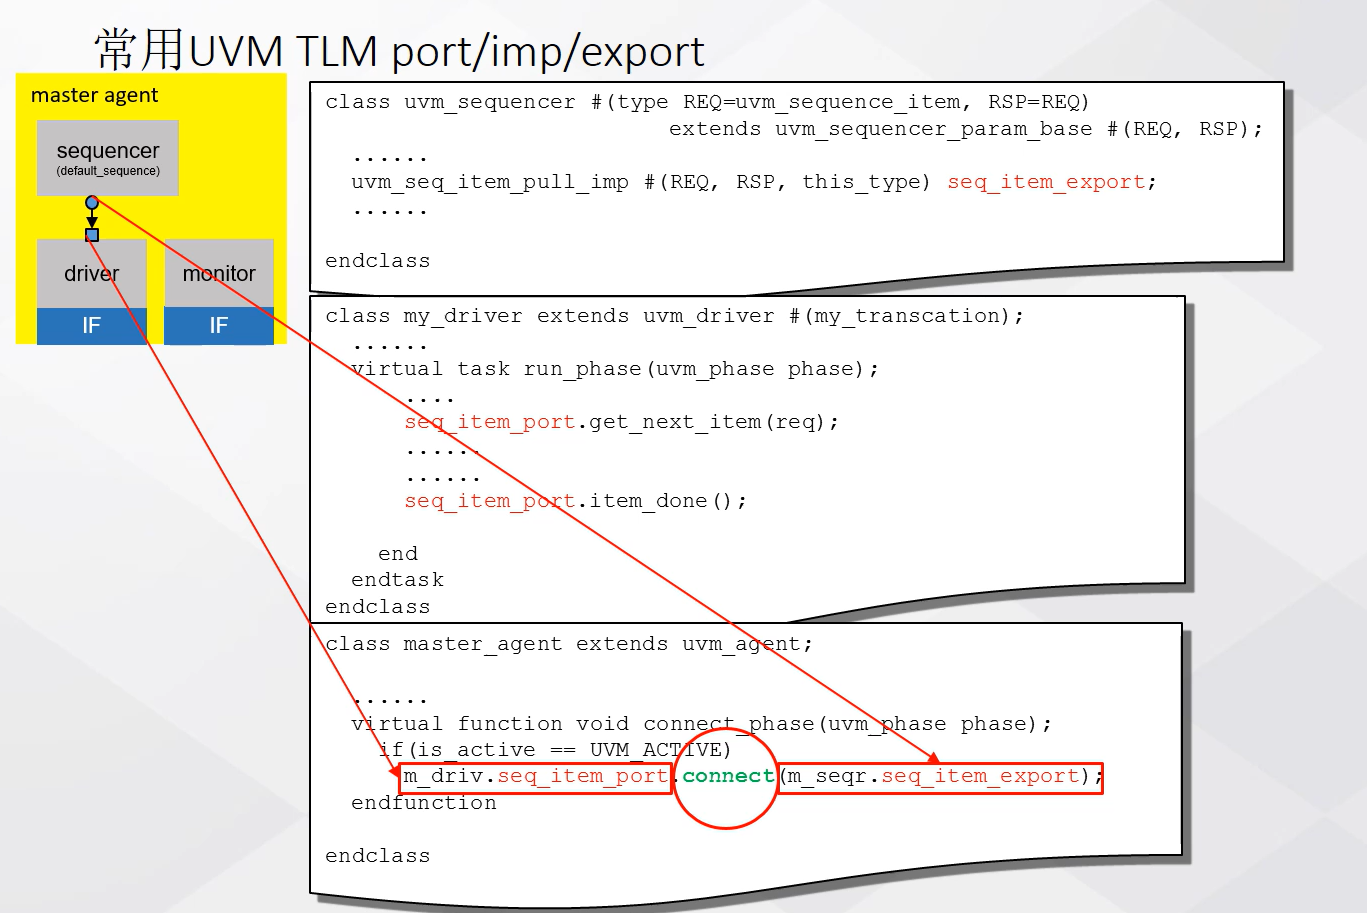 常用UVM TLM port/imp/export
master agent
sequencer
(default_sequence)
driver
monitor
IF
IF
class uvm_sequencer #(type REQ=uvm_sequence_item, RSP=REQ)
extends uvm_sequencer_param_base #(REQ, RSP);
......
uvm_seq_item_pull_imp #(REQ, RSP, this_type) seq_item_export;
......
endclass
class my_driver extends uvm_driver #(my_transcation);
......
virtual task run_phase(uvm_phase phase);
....
seq_item_port.get_next_item(req);
......
......
seq_item_port.item_done();
end
endtask
endclass
class master_agent extends uvm_agent;
......
virtual function void connect_phase(uvm_phase phase);
if(is_active == UVM_ACTIVE)
m_driv.seq_item_port.connect(m_seqr.seq_item_export);
endfunction
endclass